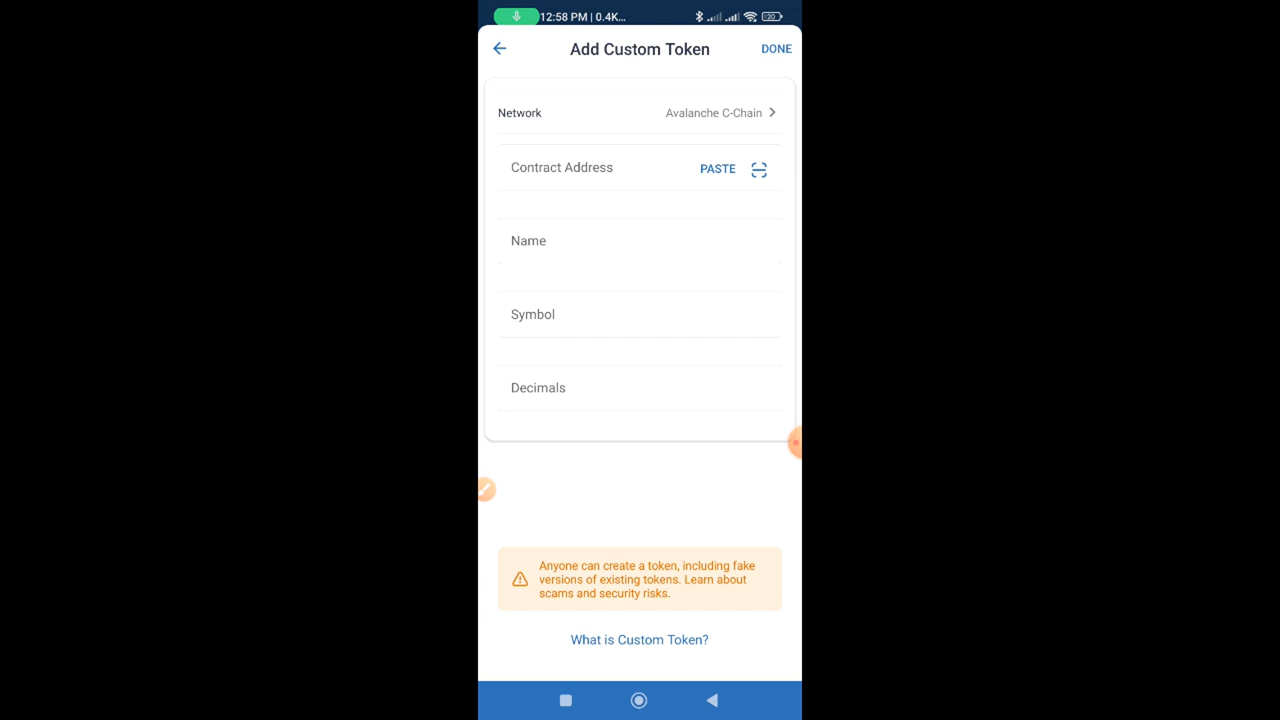 12:58 PM | 0.4K... 20
Add Custom Token DONE
Network Avalanche C-Chain
Contract Address PASTE
Name
Symbol
Decimals
Anyone can create a token, including fake
versions of existing tokens. Learn about
scams and security risks.
What is Custom Token?